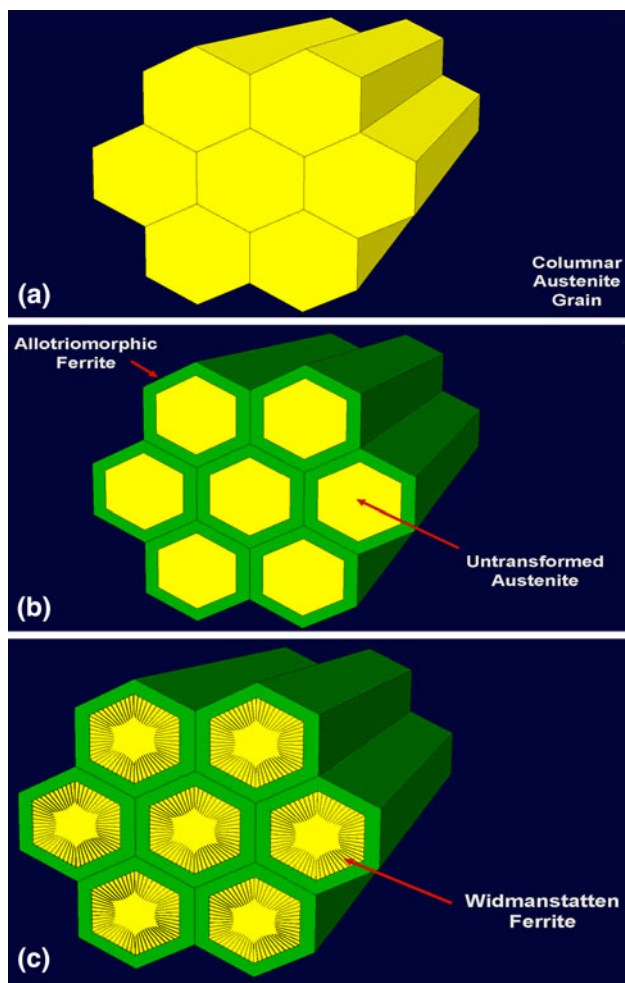 Columnar
Austenite
Grain
(a)
Allotriomorphic
Ferrite
Untransformed
Austenite
(b)
Widmanstatten
Ferrite
(c)